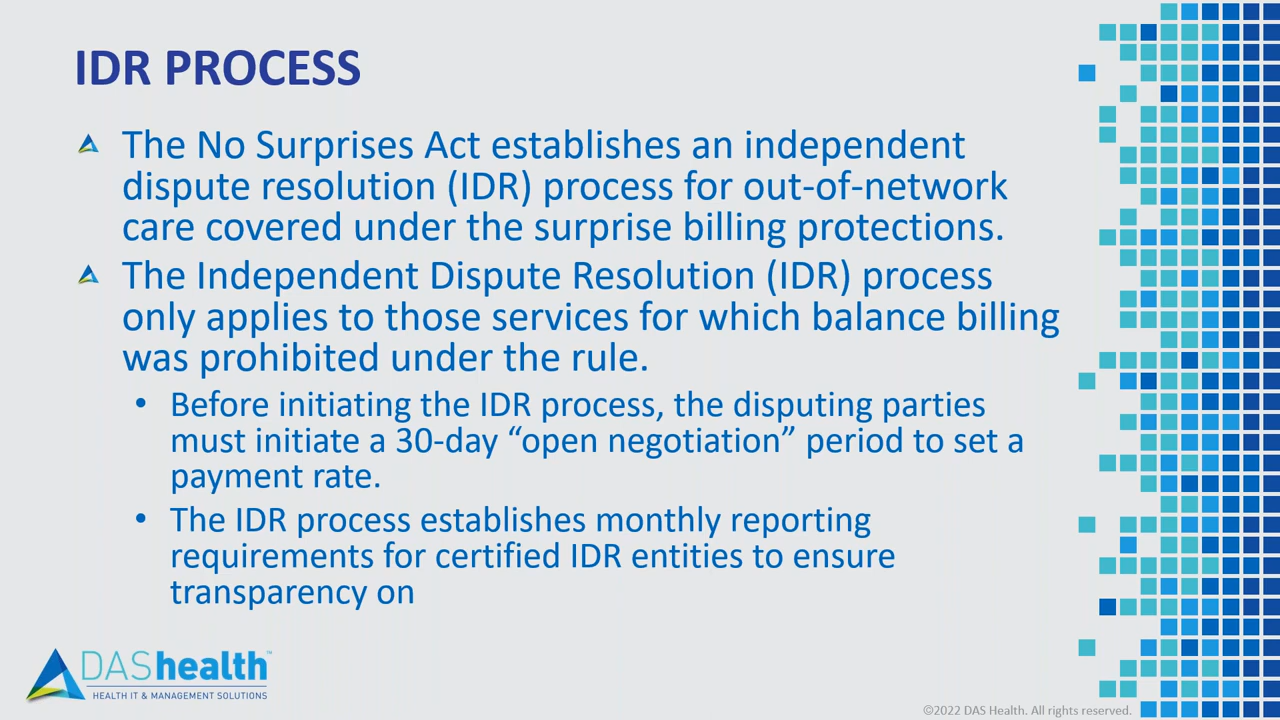 IDR PROCESS
The No Surprises Act establishes an independent
dispute resolution (IDR) process for out-of-network
care covered under the surprise billing protections.
The Independent Dispute Resolution (IDR) process
only applies to those services for which balance billing
was prohibited under the rule.
• Before initiating the IDR process, the disputing parties
must initiate a 30-day “open negotiation” period to set a
payment rate.
• The IDR process establishes monthly reporting
requirements for certified IDR entities to ensure
transparency on
DAShealth™
HEALTH IT & MANAGEMENT SOLUTIONS
©2022 DAS Health. All rights reserved.